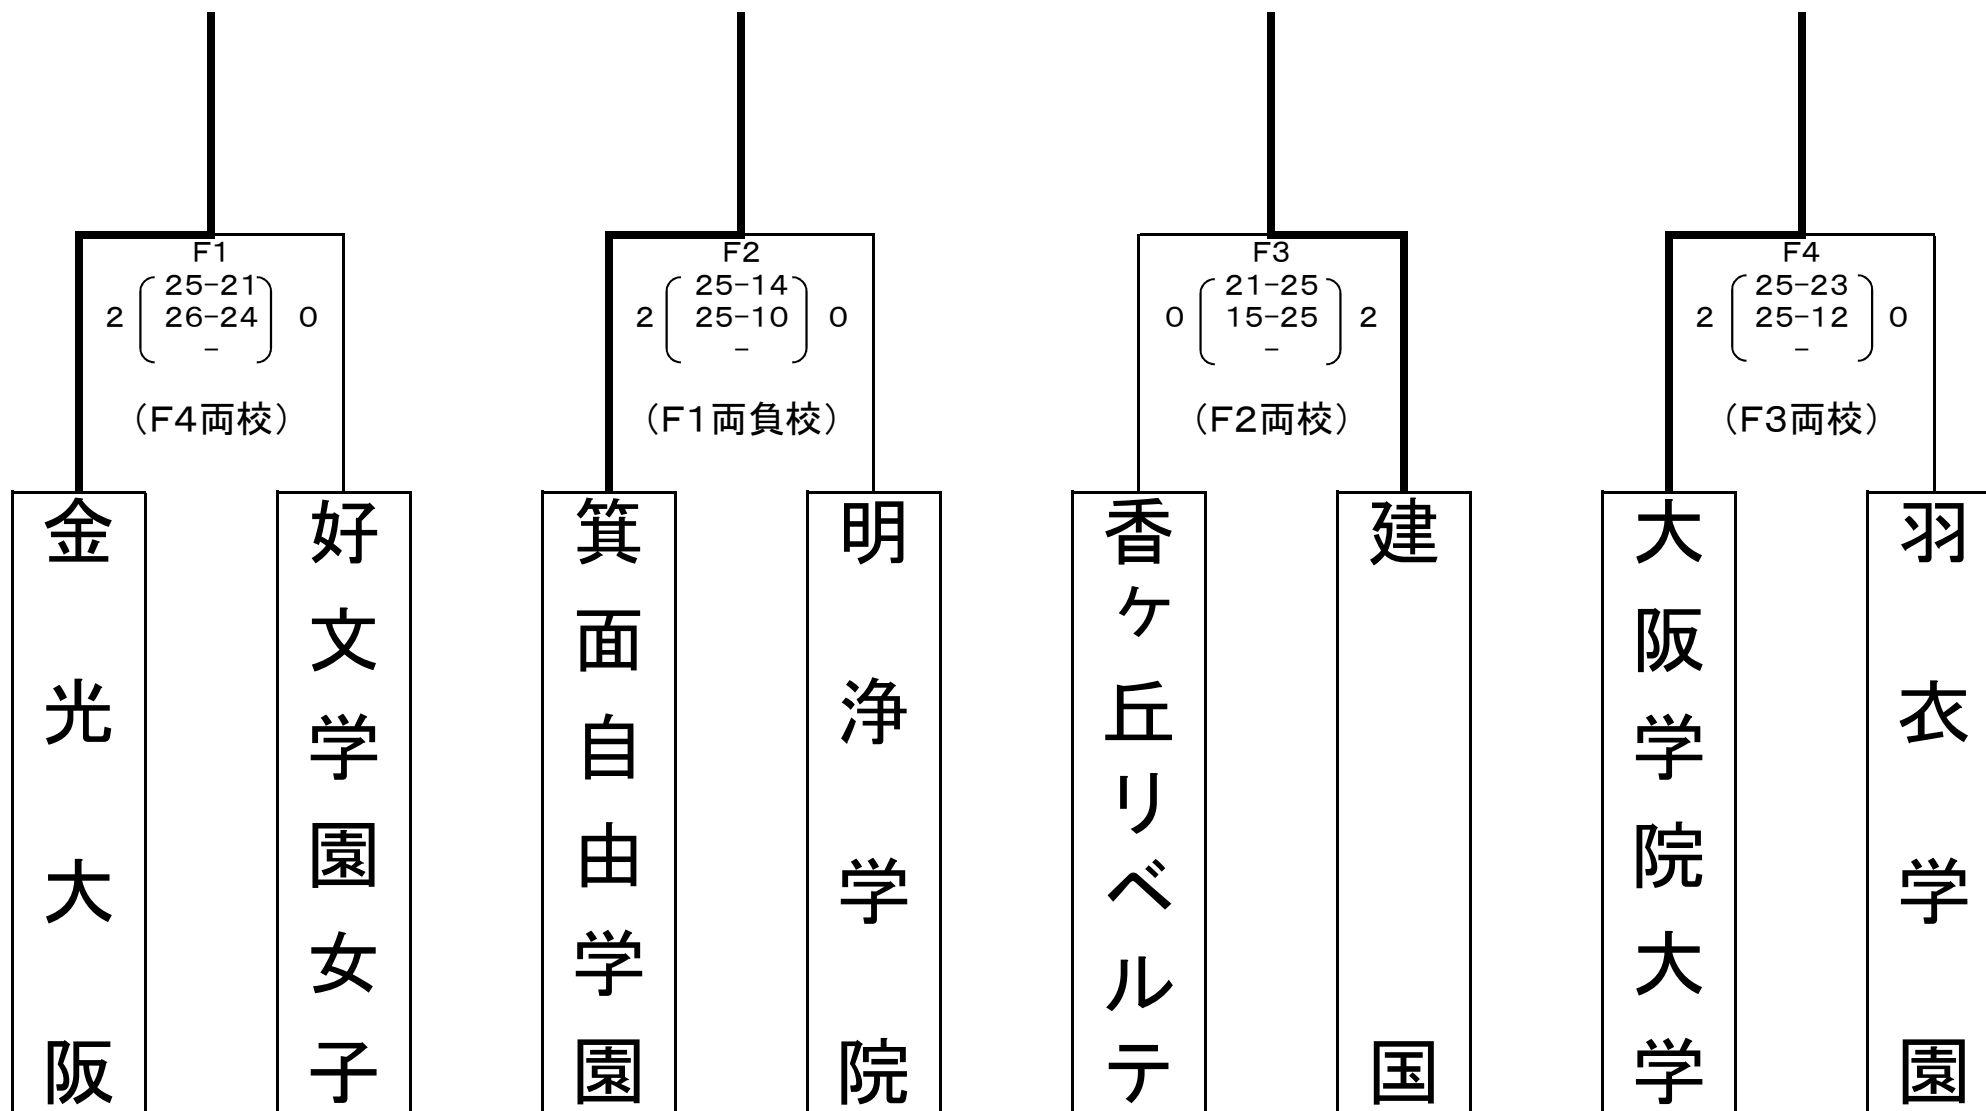 F1
25-21
2 26-24 0
-
（F4両校）
金光大阪
好文学園女子
F2
25-14
2 25-10 0
-
（F1両負校）
箕面自由学園
明浄学院
F3
21-25
0 15-25 2
-
（F2両校）
香ヶ丘リベルテ
建国
F4
25-23
2 25-12 0
-
（F3両校）
大阪学院大学
羽衣学園